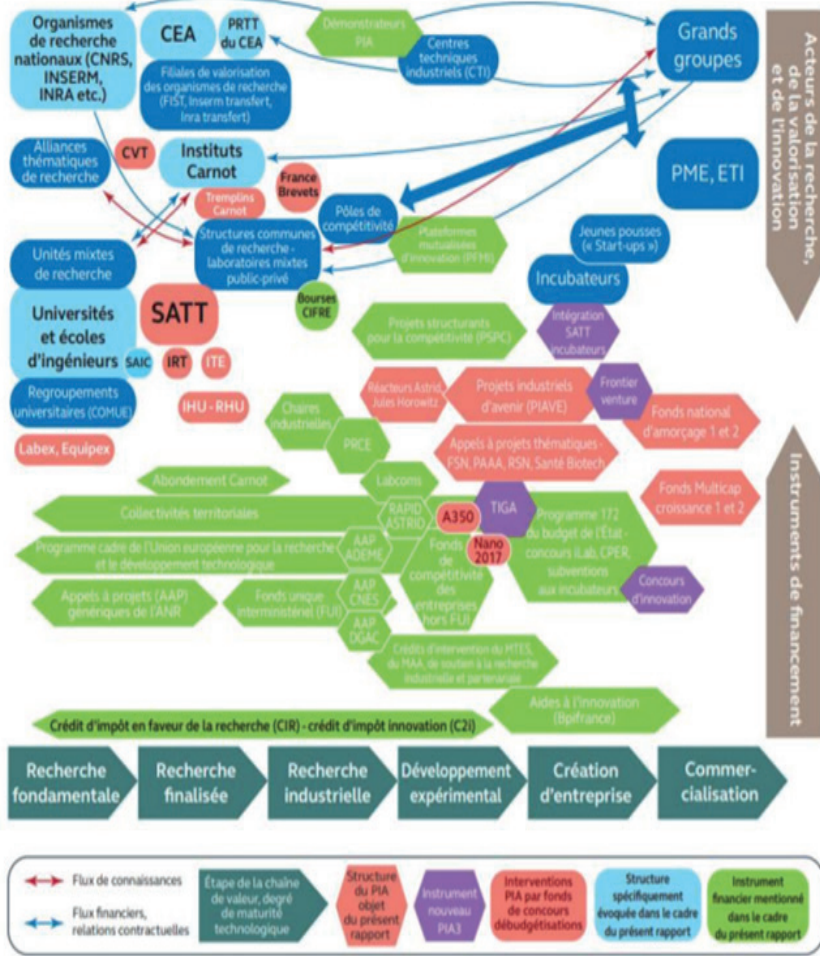 Organismes
de recherche
nationaux (CNRS,
INSERM,
INRA etc.)
CEA
PRTT
du CEA
Démonstrateurs
PIA
Centres
techniques
industriels (CTI)
Grands
groupes
Filiales de valorisation
des organismes de recherche
(FIST, Inserm transfert,
Inra transfert)
Alliances
thématiques
de recherche
CVT
Instituts
Carnot
Tremplins
Carnot
France
Brevets
PME, ETI
Pôles de
compétitivité
Structures communes
de recherche -
laboratoires mixtes
public-privé
Plateformes
mutualisées
d'innovation (PFMI)
Jeunes pousses
(« Start-ups »)
Incubateurs
Unités mixtes
de recherche
Universités
et écoles
d'ingénieurs
SAIC
SATT
IRT
ITE
Bourses
CIFRE
Projets structurants
pour la compétitivité (PSPC)
Intégration
SATT
incubateurs
Regroupements
universitaires (COMUE)
IHU - RHU
Labex, Equipex
Chaires
industrielles
PRCE
Réacteurs Astrid,
Jules Horowitz
Projets industriels
d'avenir (PIAVE)
Frontier
venture
Fonds national
d'amorçage 1 et 2
Appels à projets thématiques -
FSN, PAAA, RSN, Santé Biotech
Fonds Multicap
croissance 1 et 2
Abondement Carnot
Labcoms
Collectivités territoriales
RAPID
ASTRID
A350
TIGA
Programme 172
du budget de l'État -
concours iLab, CPER,
subventions
aux incubateurs
Programme cadre de l'Union européenne pour la recherche
et le développement technologique
AAP
ADEME
Fonds
de
compétitivité
des
entreprises
hors FUI
Nano
2017
Appels à projets (AAP)
génériques de l'ANR
Fonds unique
interministériel (FUI)
AAP
CNES
Concours
d'innovation
AAP
DGAC
Crédits d'intervention du MTES,
du MAA, de soutien à la recherche
industrielle et partenariale
Aides à l'innovation
(Bpifrance)
Crédit d'impôt en faveur de la recherche (CIR) - crédit d'impôt innovation (C2i)
Acteurs de la recherche,
de la valorisation
et de l'innovation
Instruments de financement
Recherche
fondamentale
Recherche
finalisée
Recherche
industrielle
Développement
expérimental
Création
d'entreprise
Commer-
cialisation
Flux de connaissances
Flux financiers,
relations contractuelles
Étape de la chaîne
de valeur, degré
de maturité
technologique
Structure
du PIA
objet
du présent
rapport
Instrument
nouveau
PIA3
Interventions
PIA par fonds de
concours
débudgétisations
Structure
spécifiquement
évoquée dans le cadre
du présent rapport
Instrument
financier mentionné
dans le cadre
du présent rapport